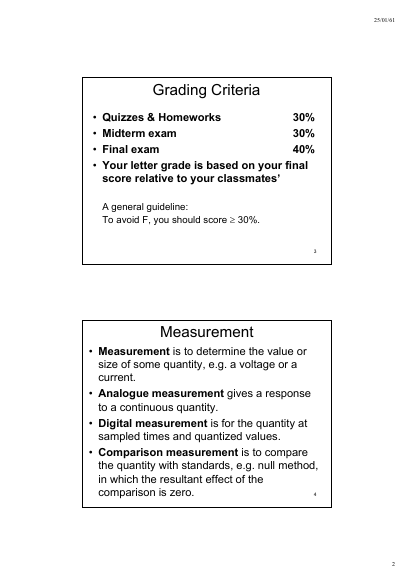 25/01/61
Grading Criteria
• Quizzes & Homeworks 30%
• Midterm exam 30%
• Final exam 40%
• Your letter grade is based on your final
score relative to your classmates’
A general guideline:
To avoid F, you should score ≥ 30%.
3
Measurement
• Measurement is to determine the value or
size of some quantity, e.g. a voltage or a
current.
• Analogue measurement gives a response
to a continuous quantity.
• Digital measurement is for the quantity at
sampled times and quantized values.
• Comparison measurement is to compare
the quantity with standards, e.g. null method,
in which the resultant effect of the
comparison is zero.
4
2